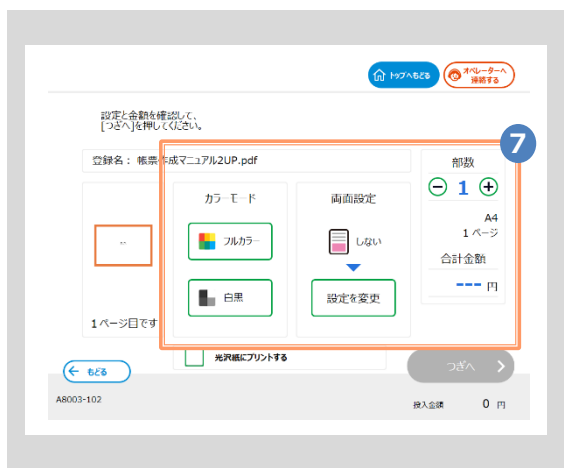 トップへもどる
オペレーターへ
連絡する
設定と金額を確認して、
[つぎへ]を押してください。
7
登録名： 帳票作成マニュアル2UP.pdf
部数
1
カラーモード
両面設定
フルカラー
しない
A4
1 ページ
合計金額
--- 円
白黒
設定を変更
1ページ目です
光沢紙にプリントする
もどる
つぎへ
A8003-102
投入金額 0 円